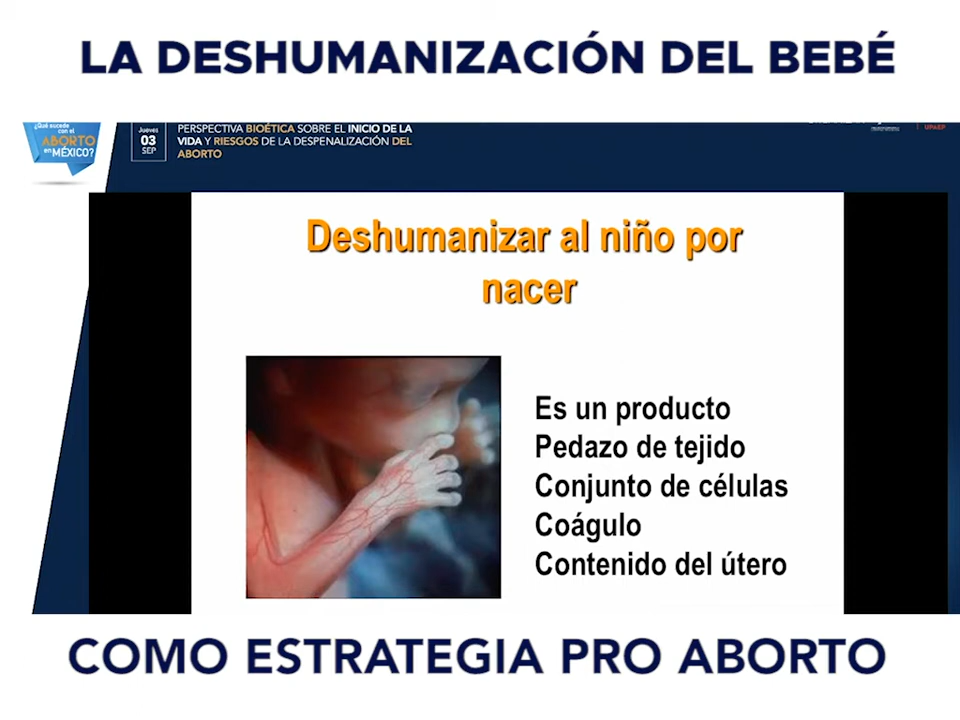 LA DESHUMANIZACIÓN DEL BEBÉ
¿Qué sucede
con el
ABORTO
en MÉXICO?
Jueves
03
SEP
PERSPECTIVA BIOÉTICA SOBRE EL INICIO DE LA
VIDA Y RIESGOS DE LA DESPENALIZACIÓN DEL
ABORTO
UPAEP
Deshumanizar al niño por
nacer
Es un producto
Pedazo de tejido
Conjunto de células
Coágulo
Contenido del útero
COMO ESTRATEGIA PRO ABORTO